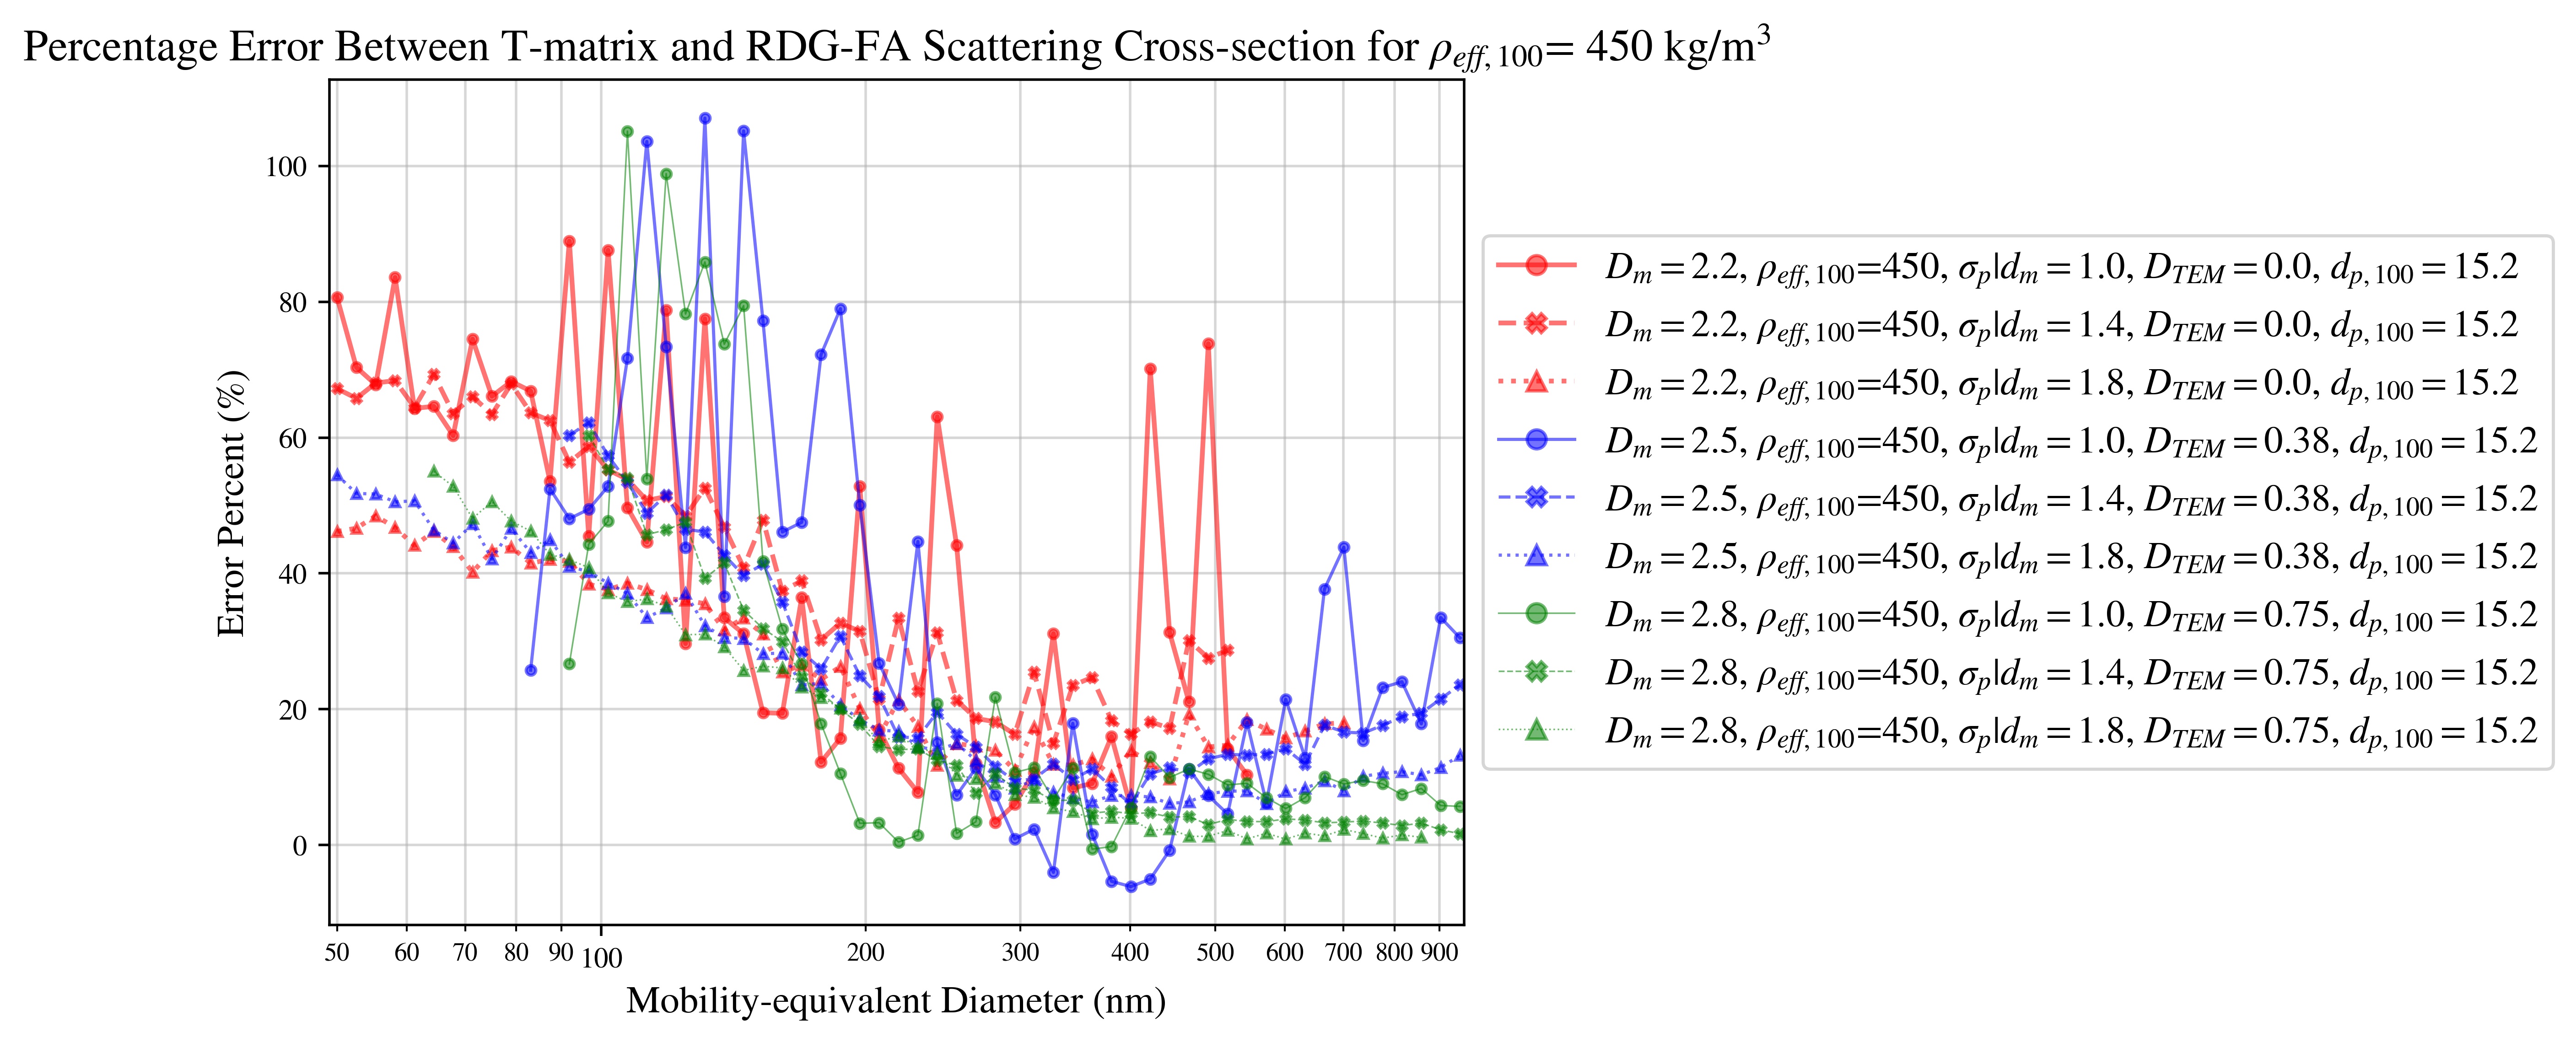 Percentage Error Between T-matrix and RDG-FA Scattering Cross-section for ρeff,100= 450 kg/m³
Error Percent (%)
100
80
60
40
20
0
50 60 70 80 90 100 200 300 400 500 600 700 800 900
Mobility-equivalent Diameter (nm)
Dm = 2.2, ρeff,100=450, σp|dm = 1.0, DTEM = 0.0, dp,100 = 15.2
Dm = 2.2, ρeff,100=450, σp|dm = 1.4, DTEM = 0.0, dp,100 = 15.2
Dm = 2.2, ρeff,100=450, σp|dm = 1.8, DTEM = 0.0, dp,100 = 15.2
Dm = 2.5, ρeff,100=450, σp|dm = 1.0, DTEM = 0.38, dp,100 = 15.2
Dm = 2.5, ρeff,100=450, σp|dm = 1.4, DTEM = 0.38, dp,100 = 15.2
Dm = 2.5, ρeff,100=450, σp|dm = 1.8, DTEM = 0.38, dp,100 = 15.2
Dm = 2.8, ρeff,100=450, σp|dm = 1.0, DTEM = 0.75, dp,100 = 15.2
Dm = 2.8, ρeff,100=450, σp|dm = 1.4, DTEM = 0.75, dp,100 = 15.2
Dm = 2.8, ρeff,100=450, σp|dm = 1.8, DTEM = 0.75, dp,100 = 15.2